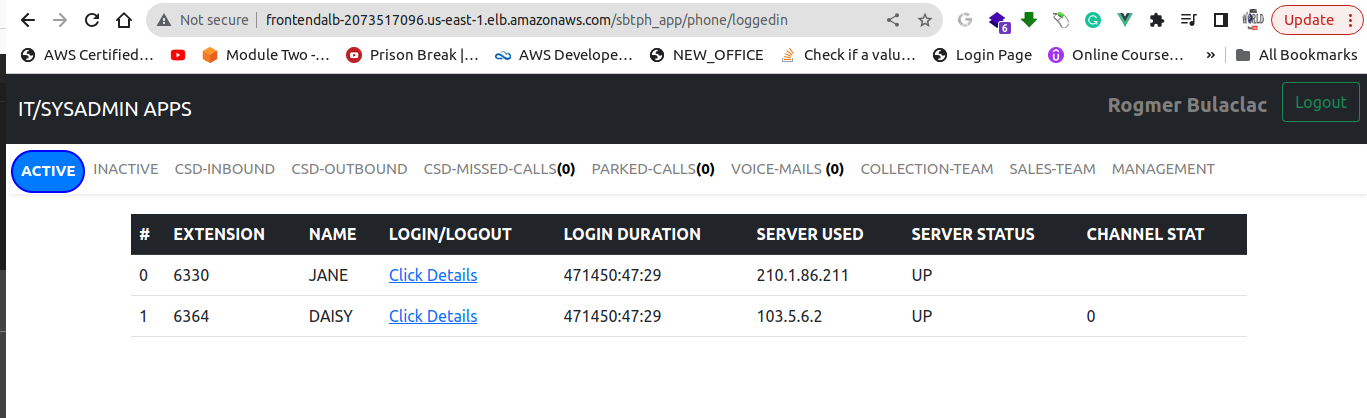 Not secure | frontendalb-2073517096.us-east-1.elb.amazonaws.com/sbtph_app/phone/loggedin G 6 WORLD Update
AWS Certified… Module Two -… Prison Break |… AWS Develope… NEW_OFFICE Check if a valu… Login Page Online Course… » All Bookmarks
IT/SYSADMIN APPS Rogmer Bulaclac Logout
ACTIVE INACTIVE CSD-INBOUND CSD-OUTBOUND CSD-MISSED-CALLS(0) PARKED-CALLS(0) VOICE-MAILS (0) COLLECTION-TEAM SALES-TEAM MANAGEMENT
# EXTENSION NAME LOGIN/LOGOUT LOGIN DURATION SERVER USED SERVER STATUS CHANNEL STAT
0 6330 JANE Click Details 471450:47:29 210.1.86.211 UP
1 6364 DAISY Click Details 471450:47:29 103.5.6.2 UP 0